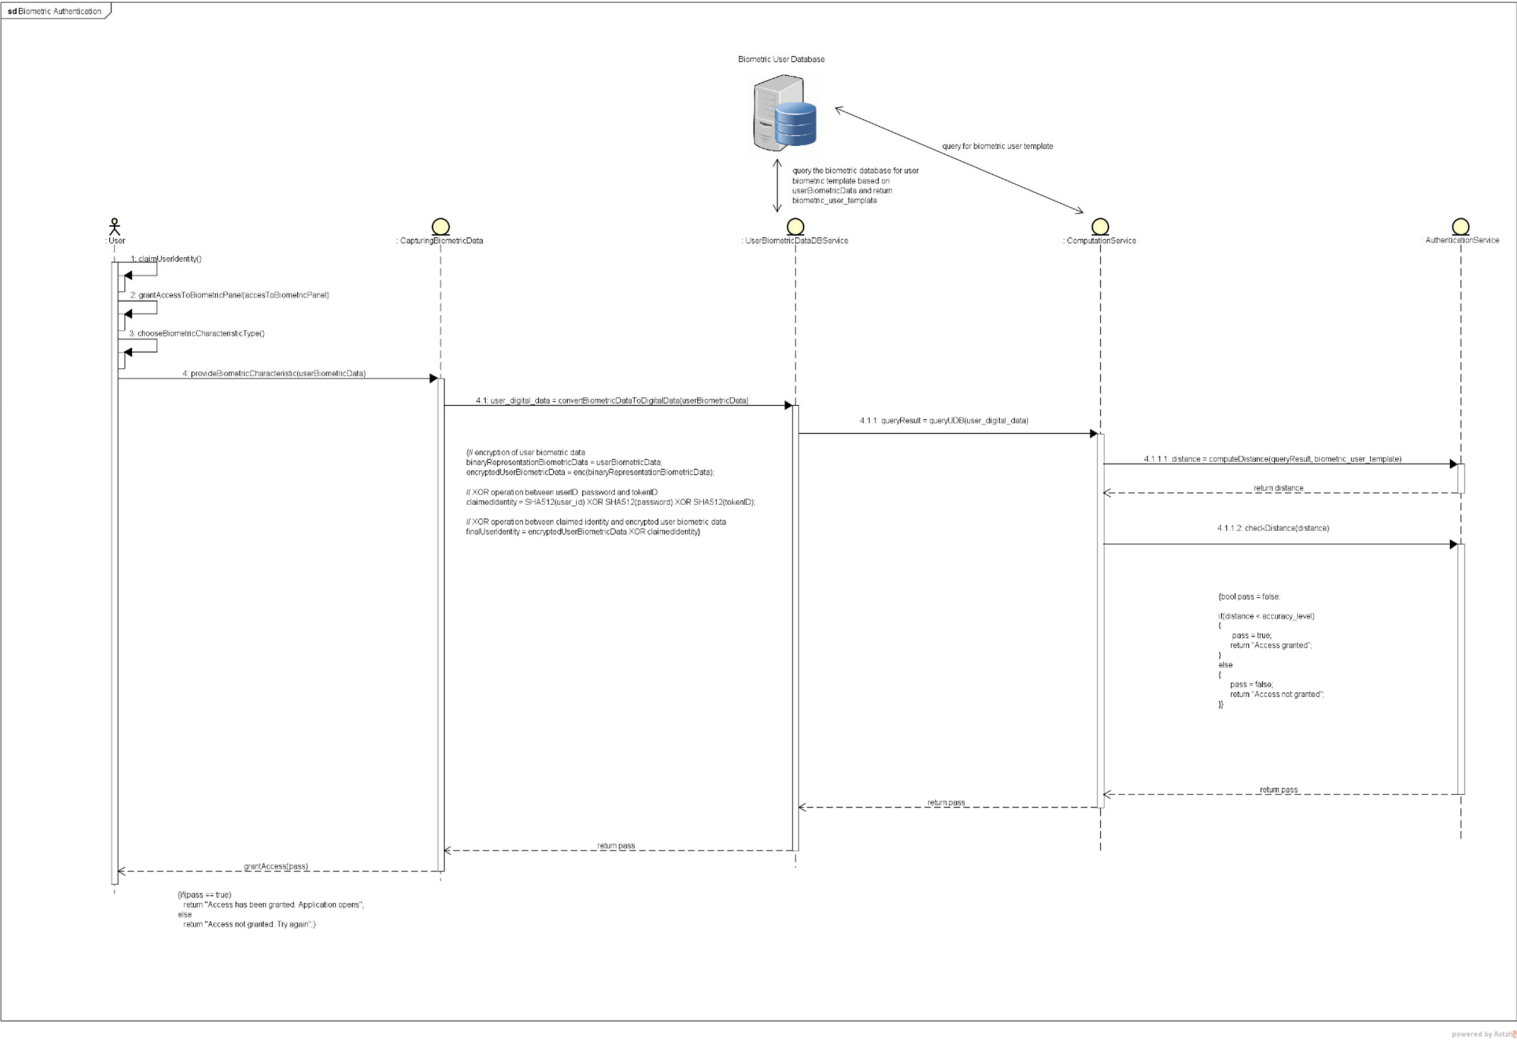 sd Biometric Authentication
Biometric User Database
query for biometric user template
query the biometric database for user
biometric template based on
userBiometricData and return
biometric_user_template
: User
: CapturingBiometricData
: UserBiometricDataDBService
: ComputationService
: AuthenticationService
1: claimUserIdentity()
2: grantAccessToBiometricPanel(accesToBiometricPanel)
3: chooseBiometricCharacteristicType()
4: provideBiometricCharacteristic(userBiometricData)
4.1: user_digital_data = convertBiometricDataToDigitalData(userBiometricData)
4.1.1: queryResult = queryUDB(user_digital_data)
{// encryption of user biometric data
binaryRepresentationBiometricData = userBiometricData;
encryptedUserBiometricData = enc(binaryRepresentationBiometricData);
// XOR operation between userID, password and tokenID
claimedIdentity = SHA512(user_id) XOR SHA512(password) XOR SHA512(tokenID);
// XOR operation between claimed identity and encrypted user biometric data
finalUserIdentity = encryptedUserBiometricData XOR claimedIdentity}
4.1.1.1: distance = computeDistance(queryResult, biometric_user_template)
return distance
4.1.1.2: checkDistance(distance)
{bool pass = false;
if(distance < accuracy_level)
{
pass = true;
return "Access granted";
}
else
{
pass = false;
return "Access not granted";
}}
return pass
return pass
return pass
grantAccess(pass)
{if(pass == true)
return "Access has been granted. Application opens";
else
return "Access not granted. Try again";}
powered by Astah